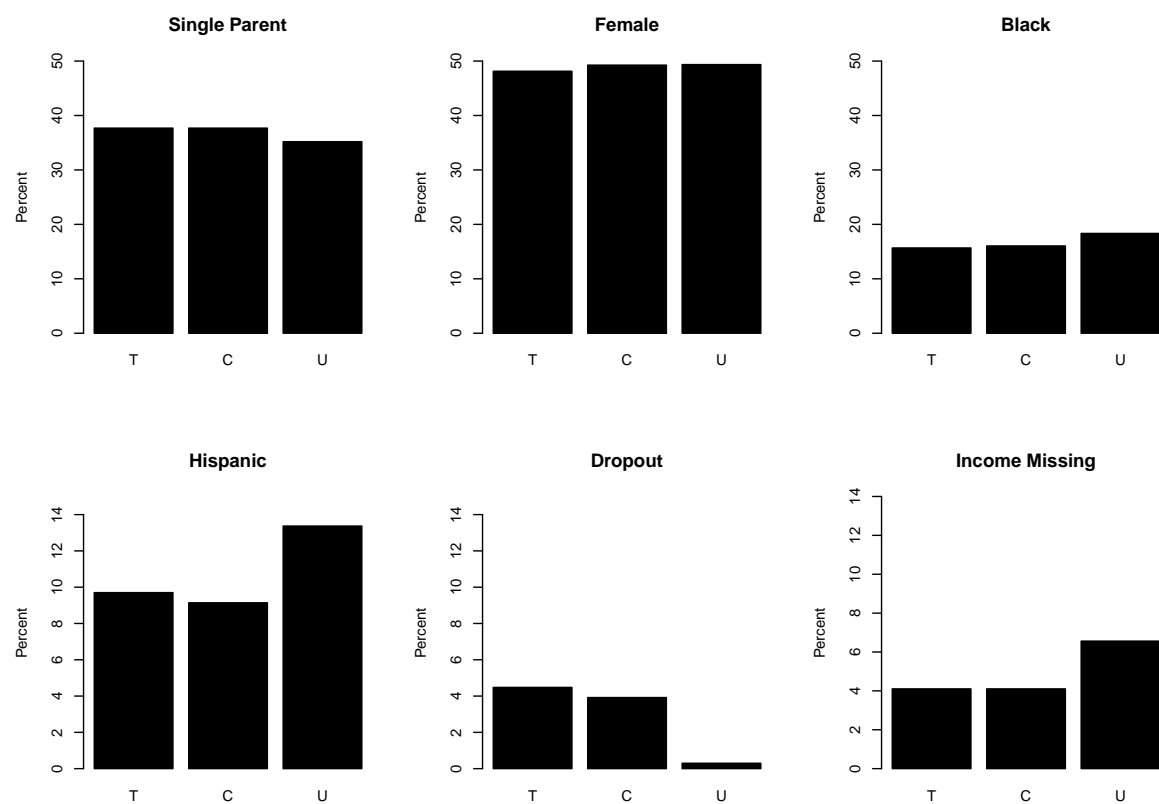 Single Parent
Percent
0 10 20 30 40 50
T C U
Female
Percent
0 10 20 30 40 50
T C U
Black
Percent
0 10 20 30 40 50
T C U
Hispanic
Percent
0 2 4 6 8 10 12 14
T C U
Dropout
Percent
0 2 4 6 8 10 12 14
T C U
Income Missing
Percent
0 2 4 6 8 10 12 14
T C U